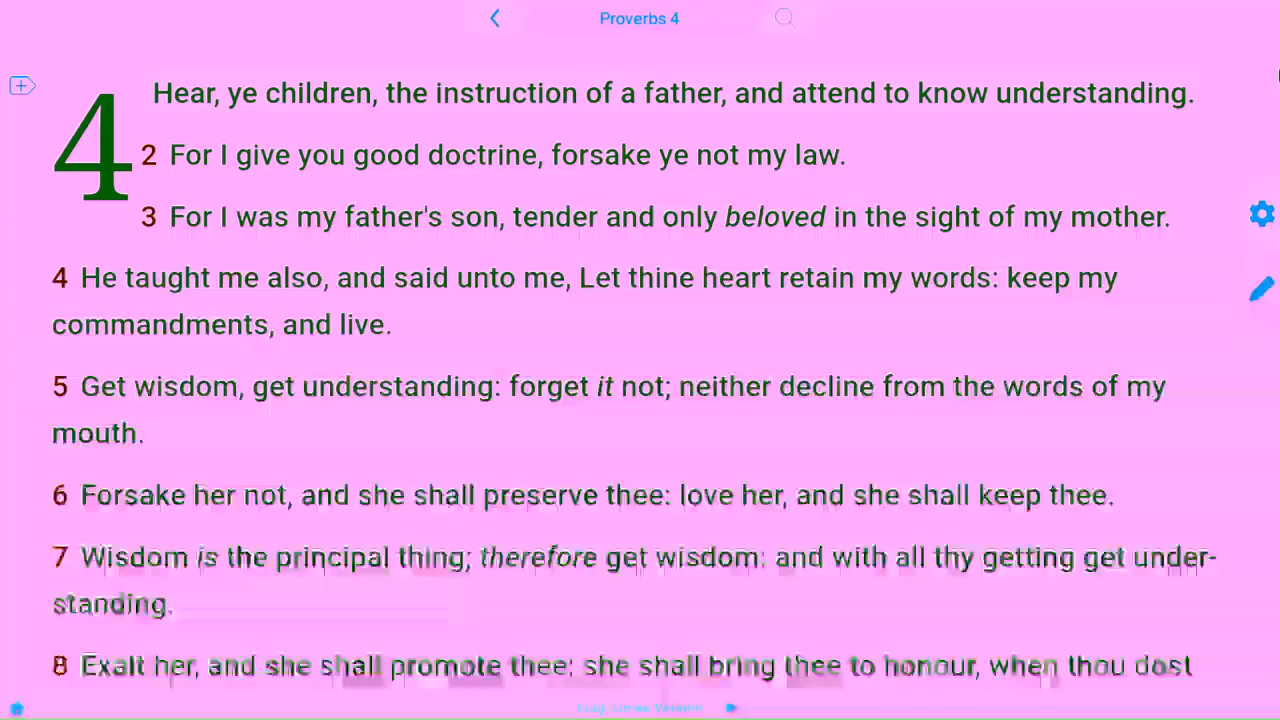 Proverbs 4
4 Hear, ye children, the instruction of a father, and attend to know understanding.
2 For I give you good doctrine, forsake ye not my law.
3 For I was my father's son, tender and only beloved in the sight of my mother.
4 He taught me also, and said unto me, Let thine heart retain my words: keep my
commandments, and live.
5 Get wisdom, get understanding: forget it not; neither decline from the words of my
mouth.
6 Forsake her not, and she shall preserve thee: love her, and she shall keep thee.
7 Wisdom is the principal thing; therefore get wisdom: and with all thy getting get under-
standing.
8 Exalt her, and she shall promote thee: she shall bring thee to honour, when thou dost